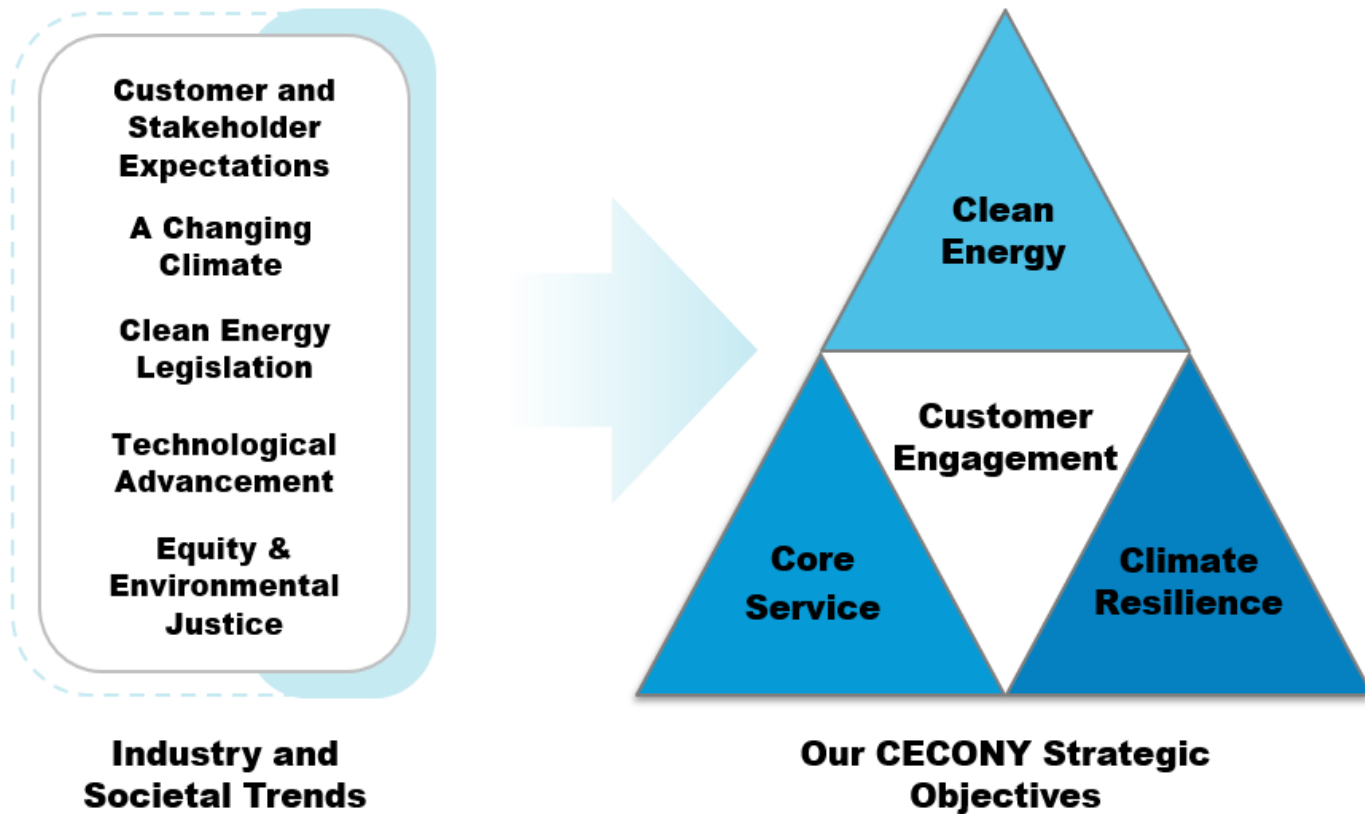 Customer and
Stakeholder
Expectations
A Changing
Climate
Clean Energy
Legislation
Technological
Advancement
Equity &
Environmental
Justice
Industry and
Societal Trends
Clean
Energy
Customer
Engagement
Core
Service
Climate
Resilience
Our CECONY Strategic
Objectives